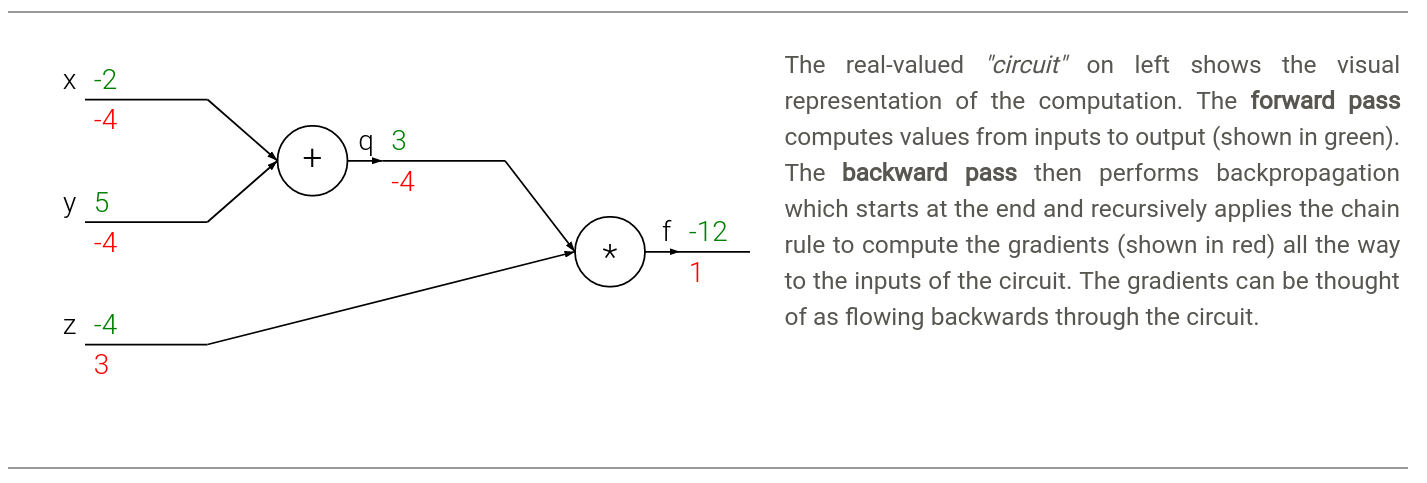 x -2
-4
+
q 3
-4
y 5
-4
f -12
*
1
z -4
3
The real-valued "circuit" on left shows the visual
representation of the computation. The forward pass
computes values from inputs to output (shown in green).
The backward pass then performs backpropagation
which starts at the end and recursively applies the chain
rule to compute the gradients (shown in red) all the way
to the inputs of the circuit. The gradients can be thought
of as flowing backwards through the circuit.